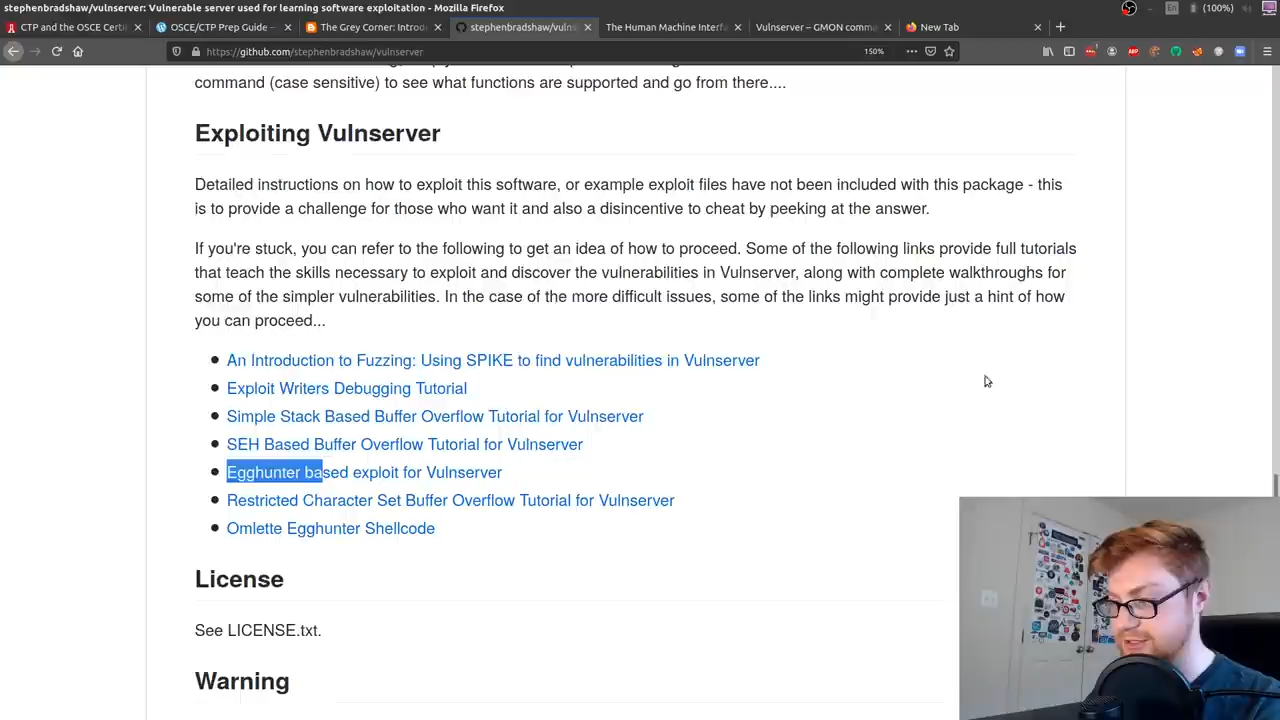 stephenbradshaw/vulnserver: Vulnerable server used for learning software exploitation - Mozilla Firefox
En
(100%)
CTP and the OSCE Certi
OSCE/CTP Prep Guide –
The Grey Corner: Introd
stephenbradshaw/vulns
The Human Machine Interf
Vulnserver – GMON comm
New Tab
https://github.com/stephenbradshaw/vulnserver
150%
command (case sensitive) to see what functions are supported and go from there....
Exploiting Vulnserver
Detailed instructions on how to exploit this software, or example exploit files have not been included with this package - this
is to provide a challenge for those who want it and also a disincentive to cheat by peeking at the answer.
If you're stuck, you can refer to the following to get an idea of how to proceed. Some of the following links provide full tutorials
that teach the skills necessary to exploit and discover the vulnerabilities in Vulnserver, along with complete walkthroughs for
some of the simpler vulnerabilities. In the case of the more difficult issues, some of the links might provide just a hint of how
you can proceed...
An Introduction to Fuzzing: Using SPIKE to find vulnerabilities in Vulnserver
Exploit Writers Debugging Tutorial
Simple Stack Based Buffer Overflow Tutorial for Vulnserver
SEH Based Buffer Overflow Tutorial for Vulnserver
Egghunter based exploit for Vulnserver
Restricted Character Set Buffer Overflow Tutorial for Vulnserver
Omlette Egghunter Shellcode
License
See LICENSE.txt.
Warning